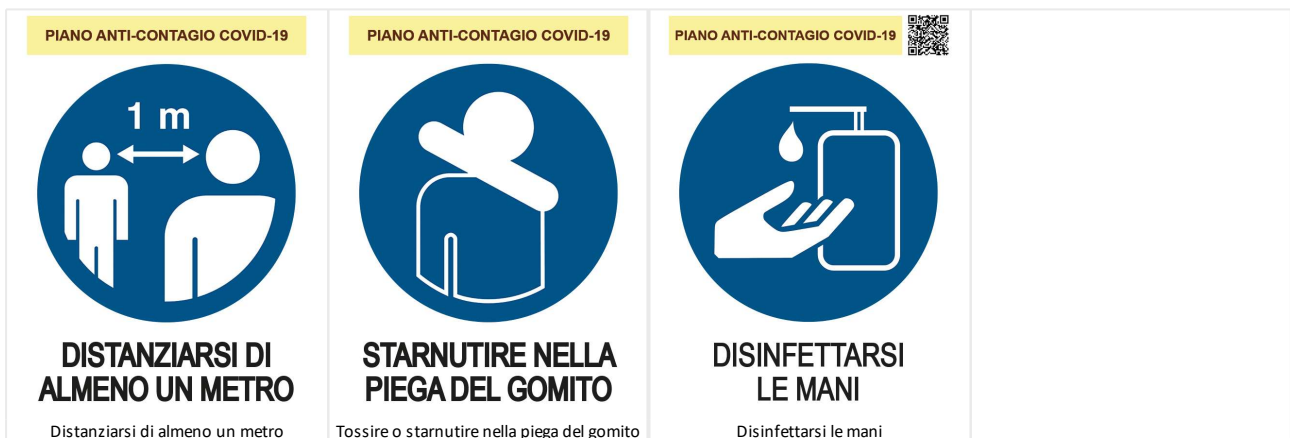 PIANO ANTI-CONTAGIO COVID-19
1 m
DISTANZIARSI DI
ALMENO UN METRO
Distanziarsi di almeno un metro
PIANO ANTI-CONTAGIO COVID-19
STARNUTIRE NELLA
PIEGA DEL GOMITO
Tossire o starnutire nella piega del gomito
PIANO ANTI-CONTAGIO COVID-19
DISINFETTARSI
LE MANI
Disinfettarsi le mani